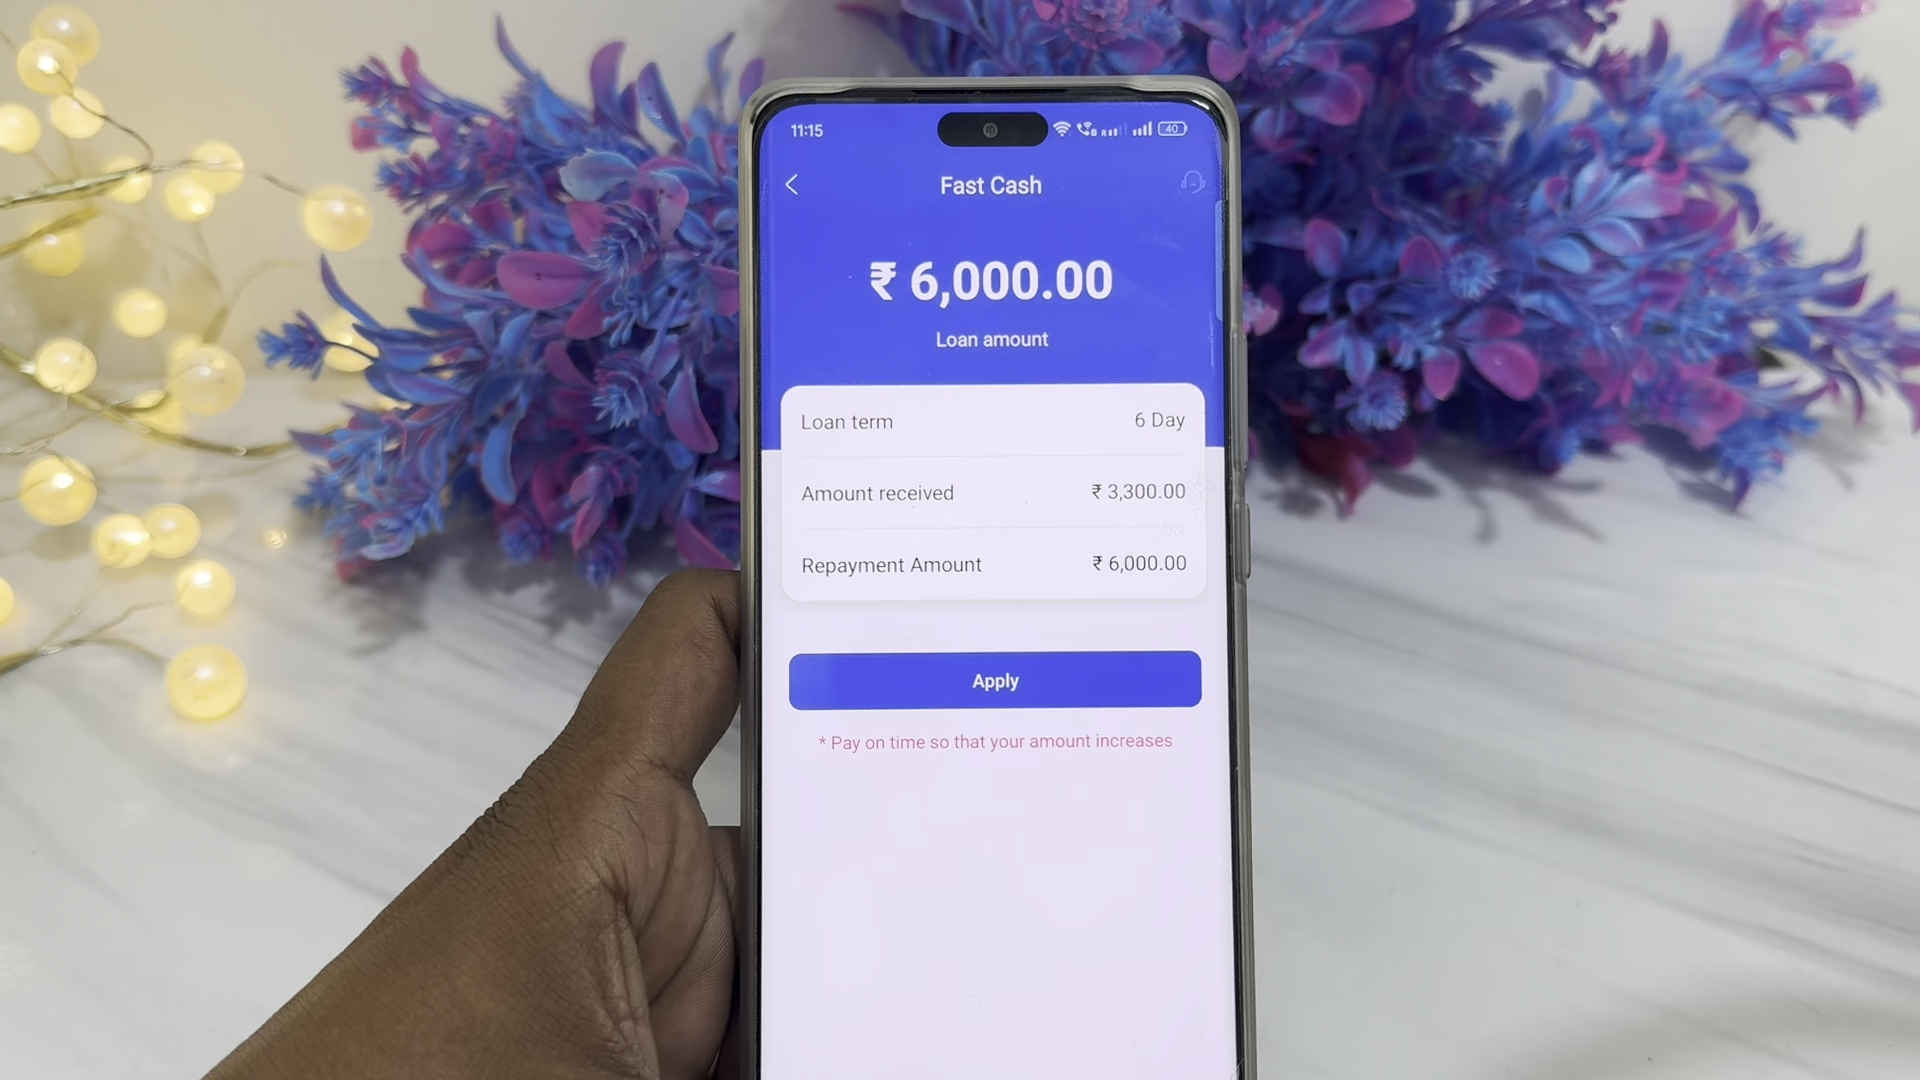 11:15
40
Fast Cash
₹ 6,000.00
Loan amount
Loan term 6 Day
Amount received ₹ 3,300.00
Repayment Amount ₹ 6,000.00
Apply
* Pay on time so that your amount increases